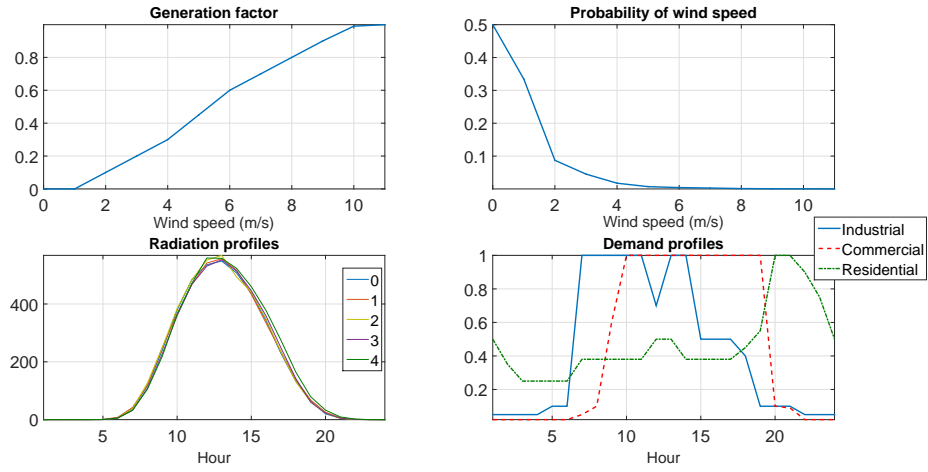 Generation factor
0.8
0.6
0.4
0.2
0
0 2 4 6 8 10
Wind speed (m/s)
Probability of wind speed
0.5
0.4
0.3
0.2
0.1
0 2 4 6 8 10
Wind speed (m/s)
Radiation profiles
400
200
0
5 10 15 20
Hour
0
1
2
3
4
Demand profiles
1
0.8
0.6
0.4
0.2
5 10 15 20
Hour
Industrial
Commercial
Residential